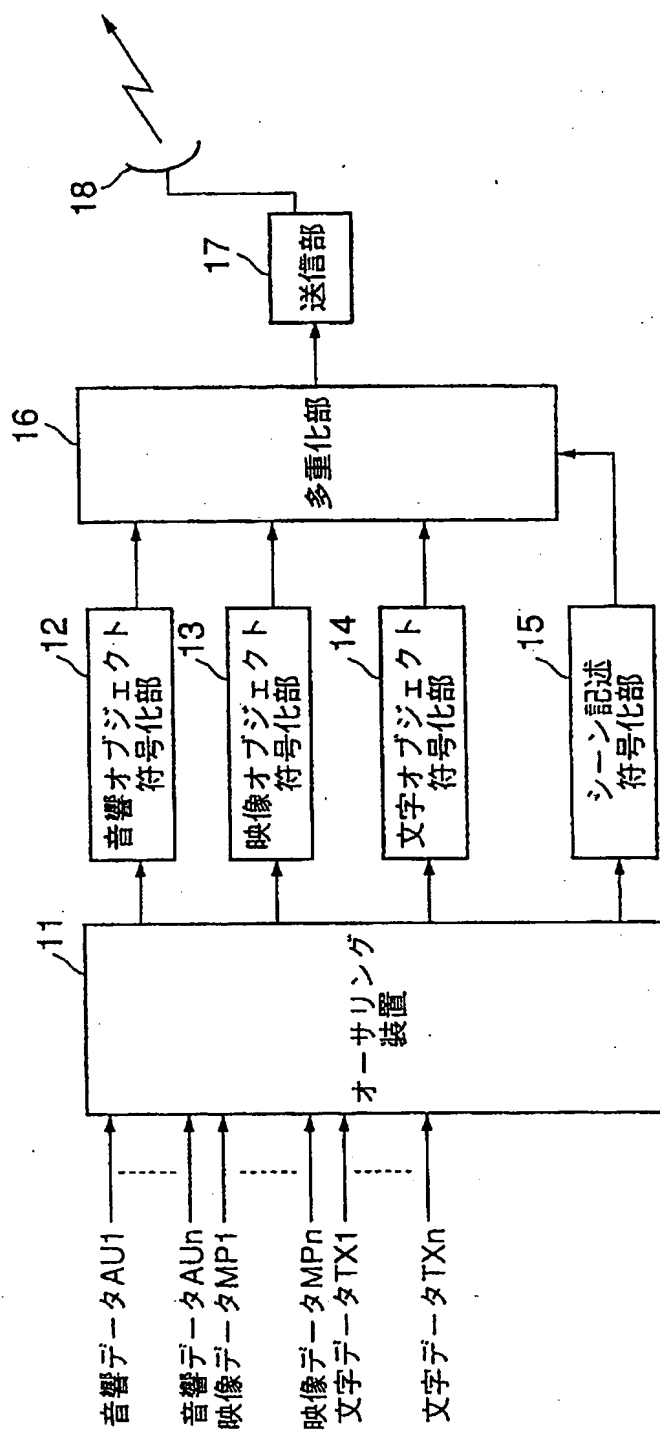 音響データAU1
音響データAUn
映像データMP1
映像データMPn
文字データTX1
文字データTXn
11
オーサリング
装置
12
音響オブジェクト
符号化部
13
映像オブジェクト
符号化部
14
文字オブジェクト
符号化部
15
シーン記述
符号化部
16
多重化部
17
送信部
18